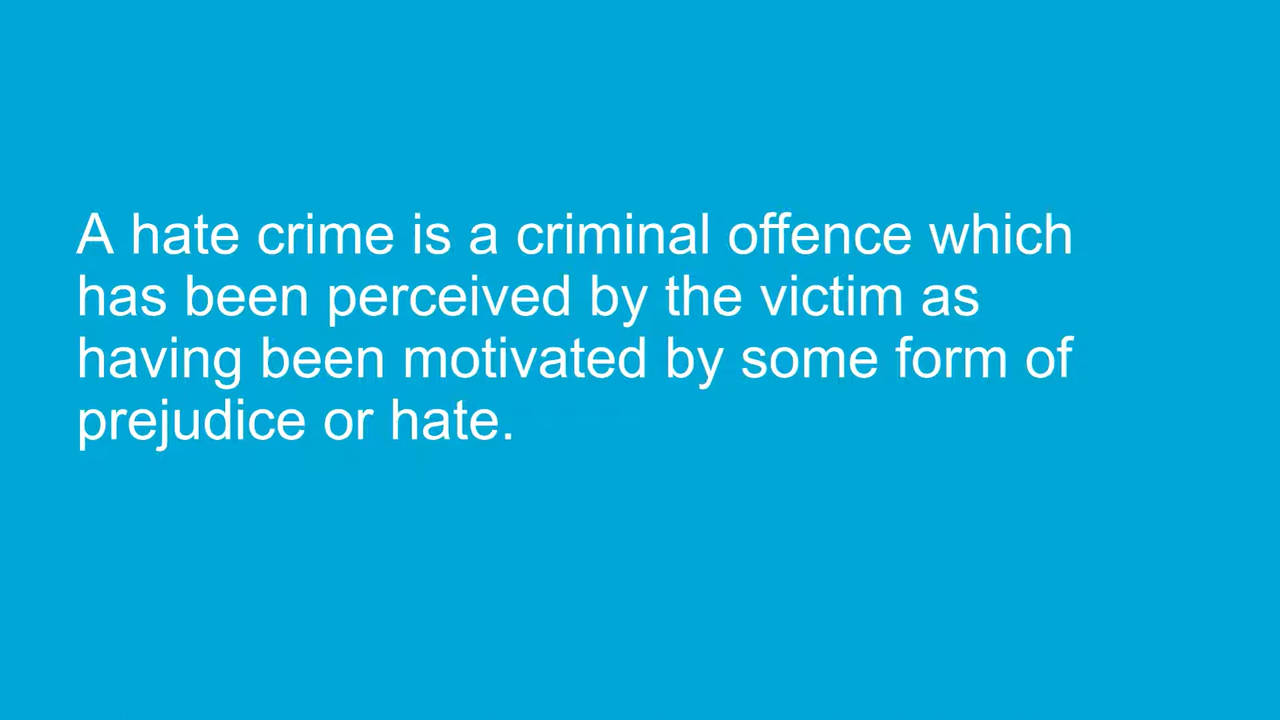 A hate crime is a criminal offence which
has been perceived by the victim as
having been motivated by some form of
prejudice or hate.